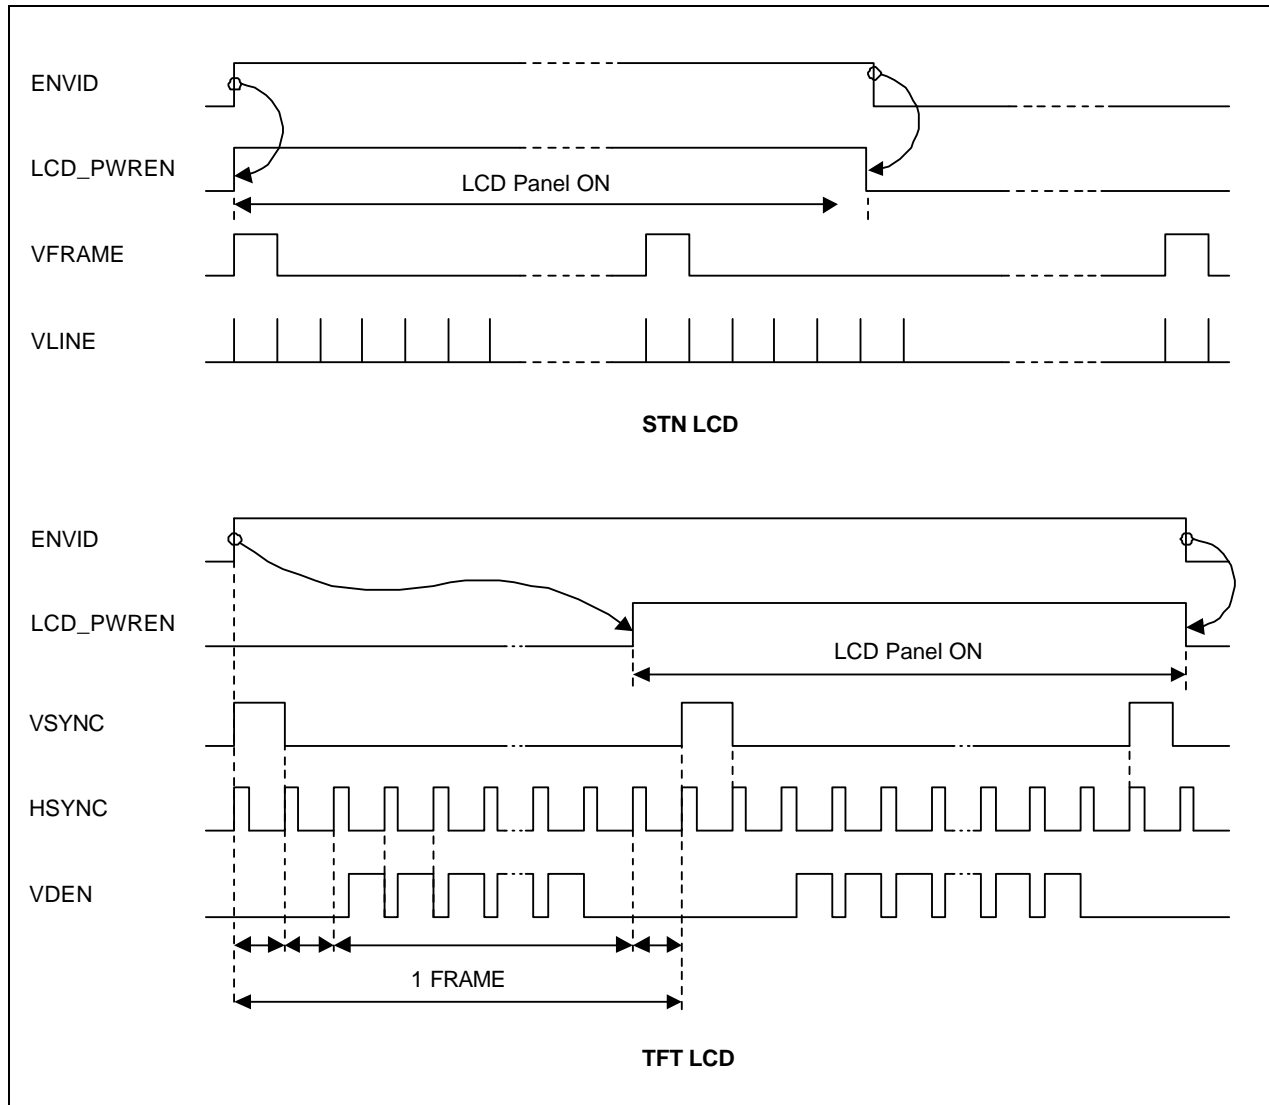 ENVID
LCD_PWREN
LCD Panel ON
VFRAME
VLINE
STN LCD
ENVID
LCD_PWREN
LCD Panel ON
VSYNC
HSYNC
VDEN
1 FRAME
TFT LCD